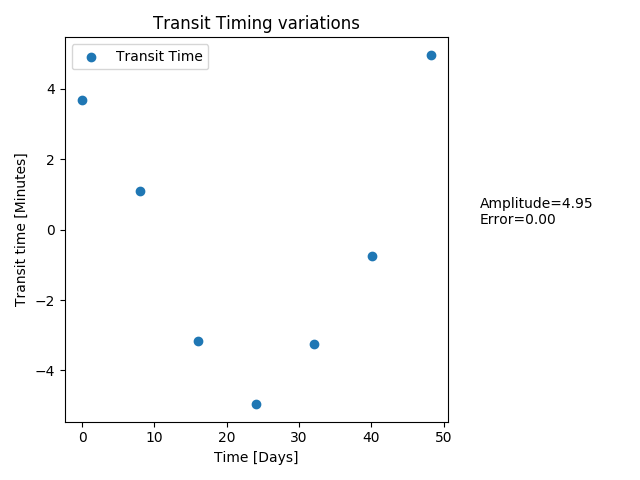 Transit Timing variations
Transit Time
Transit time [Minutes]
4
2
0
−2
−4
0
10
20
30
40
50
Time [Days]
Amplitude=4.95
Error=0.00